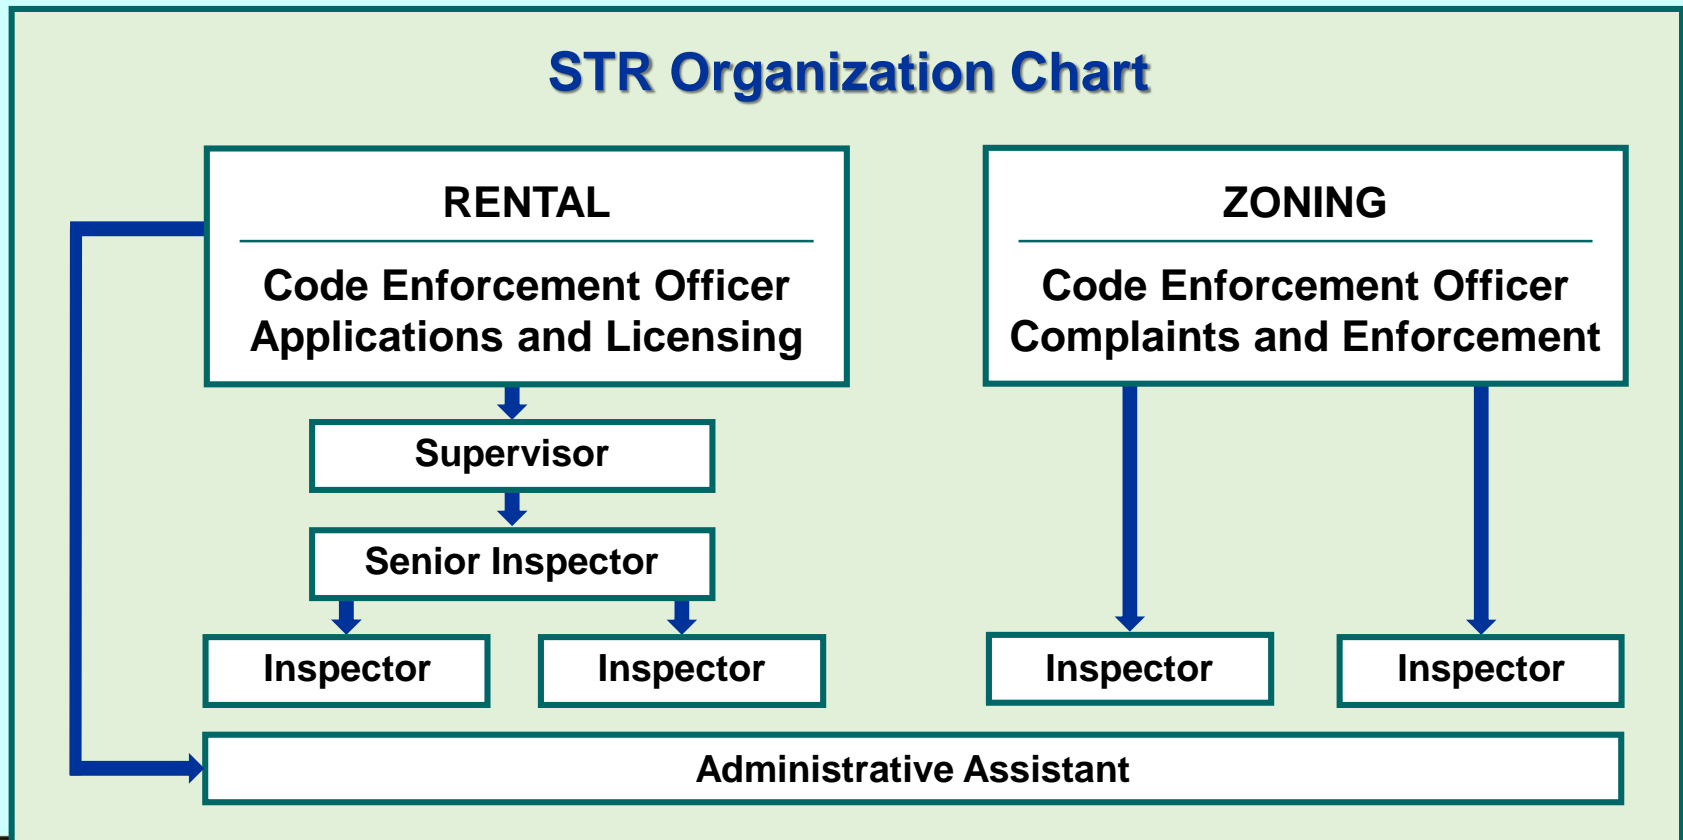 STR Organization Chart
RENTAL
Code Enforcement Officer
Applications and Licensing
ZONING
Code Enforcement Officer
Complaints and Enforcement
Supervisor
Senior Inspector
Inspector
Inspector
Inspector
Inspector
Administrative Assistant